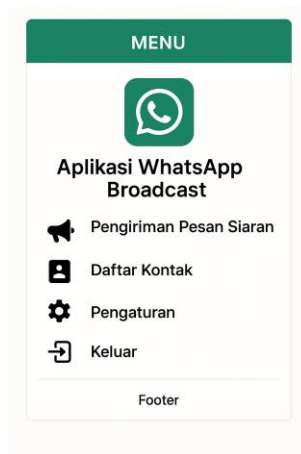 MENU
Aplikasi WhatsApp
Broadcast
Pengiriman Pesan Siaran
Daftar Kontak
Pengaturan
Keluar
Footer